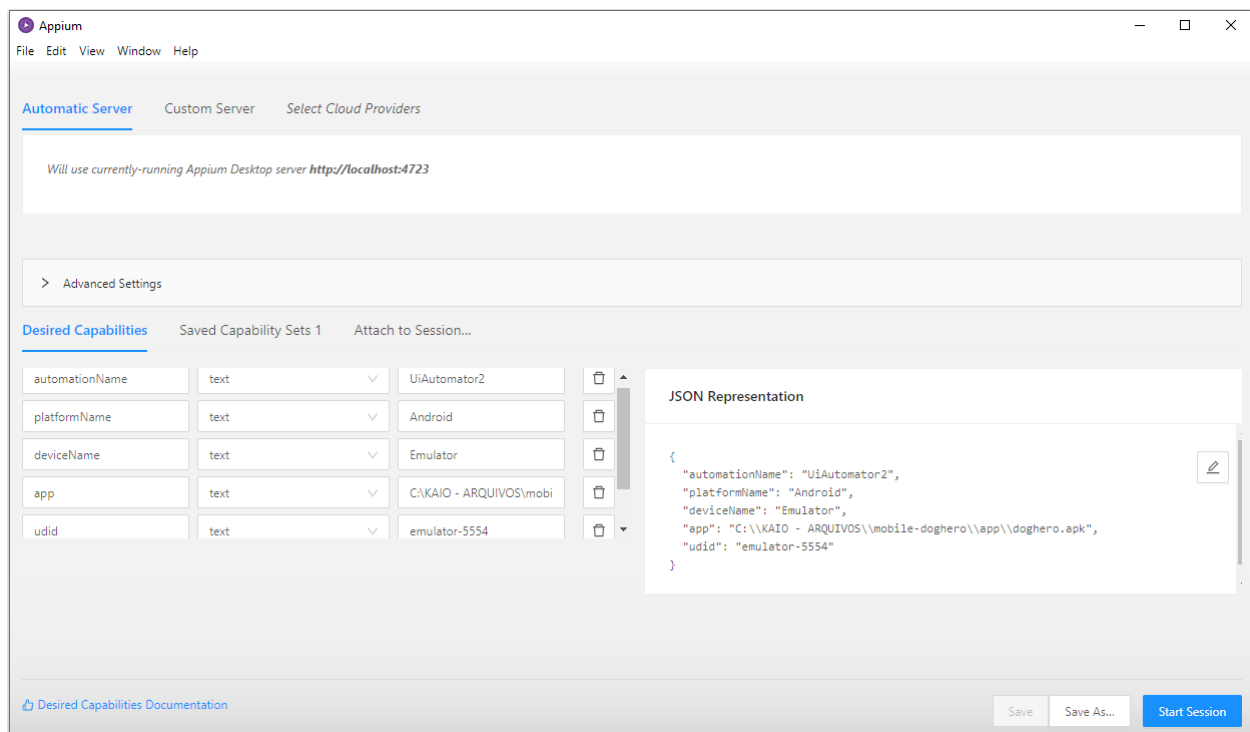 Appium
File Edit View Window Help
Automatic Server Custom Server Select Cloud Providers
Will use currently-running Appium Desktop server http://localhost:4723
Advanced Settings
Desired Capabilities Saved Capability Sets 1 Attach to Session...
automationName text UiAutomator2
platformName text Android
deviceName text Emulator
app text C:\KAIO - ARQUIVOS\mobi
udid text emulator-5554
JSON Representation
{
"automationName": "UiAutomator2",
"platformName": "Android",
"deviceName": "Emulator",
"app": "C:\\KAIO - ARQUIVOS\\mobile-doghero\\app\\doghero.apk",
"udid": "emulator-5554"
}
Desired Capabilities Documentation
Save Save As... Start Session